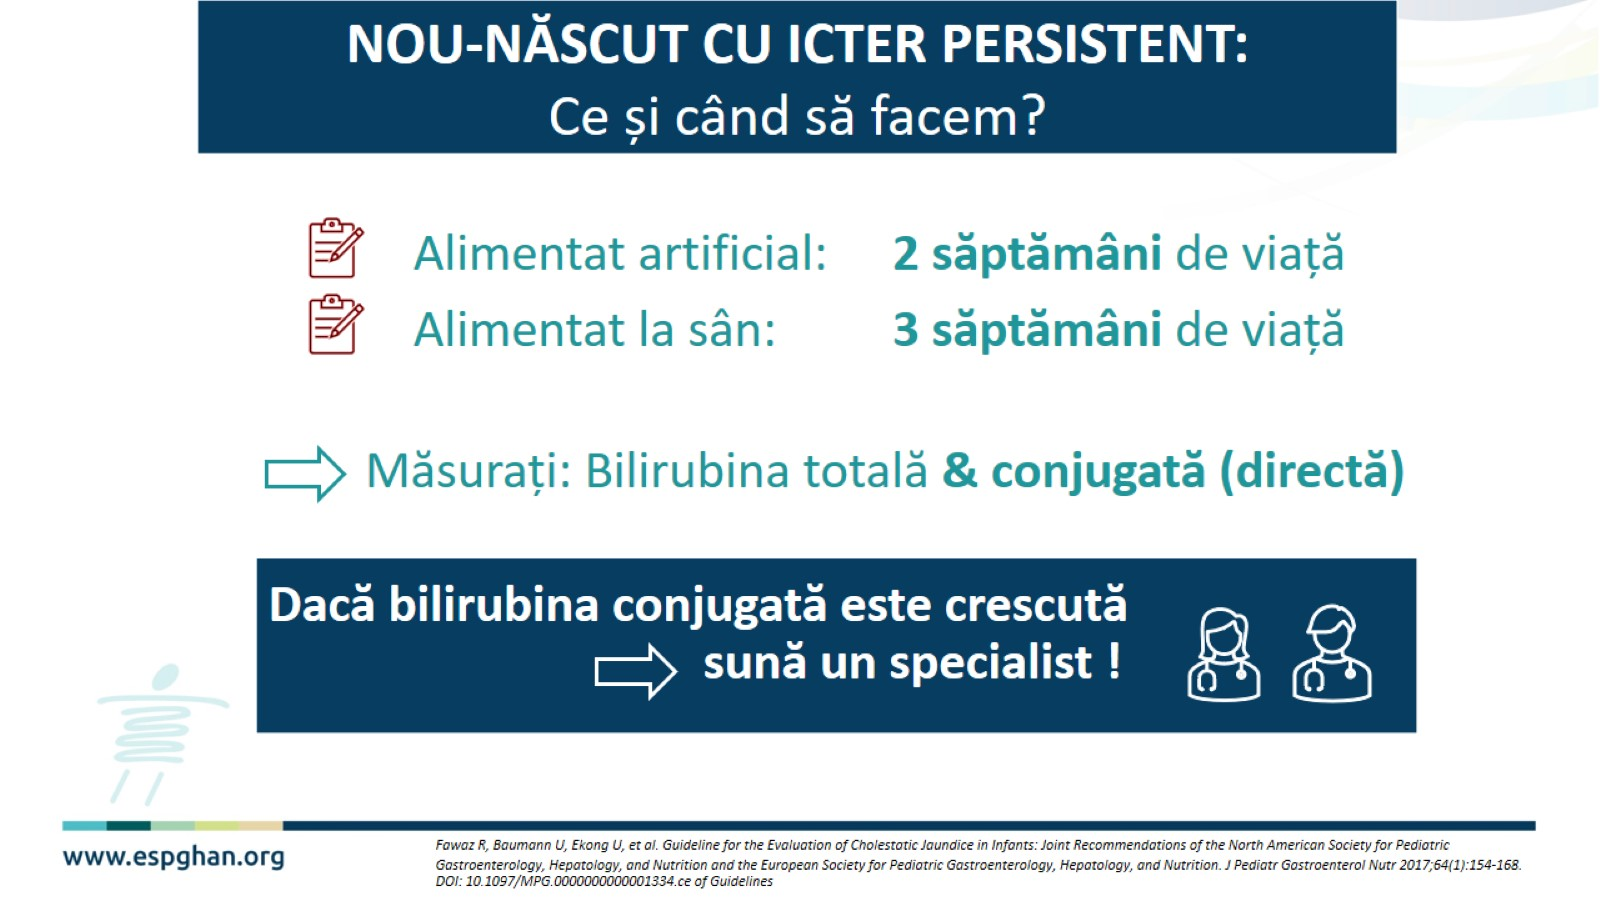 NOU-NĂSCUT CU ICTER PERSISTENT:
Ce și când să facem?
Alimentat artificial: 2 săptămâni de viață
Alimentat la sân: 3 săptămâni de viață
Măsurați: Bilirubina totală & conjugată (directă)
Dacă bilirubina conjugată este crescută
sună un specialist !
www.espghan.org
Fawaz R, Baumann U, Ekong U, et al. Guideline for the Evaluation of Cholestatic Jaundice in Infants: Joint Recommendations of the North American Society for Pediatric
Gastroenterology, Hepatology, and Nutrition and the European Society for Pediatric Gastroenterology, Hepatology, and Nutrition. J Pediatr Gastroenterol Nutr 2017;64(1):154-168.
DOI: 10.1097/MPG.0000000000001334.ce of Guidelines